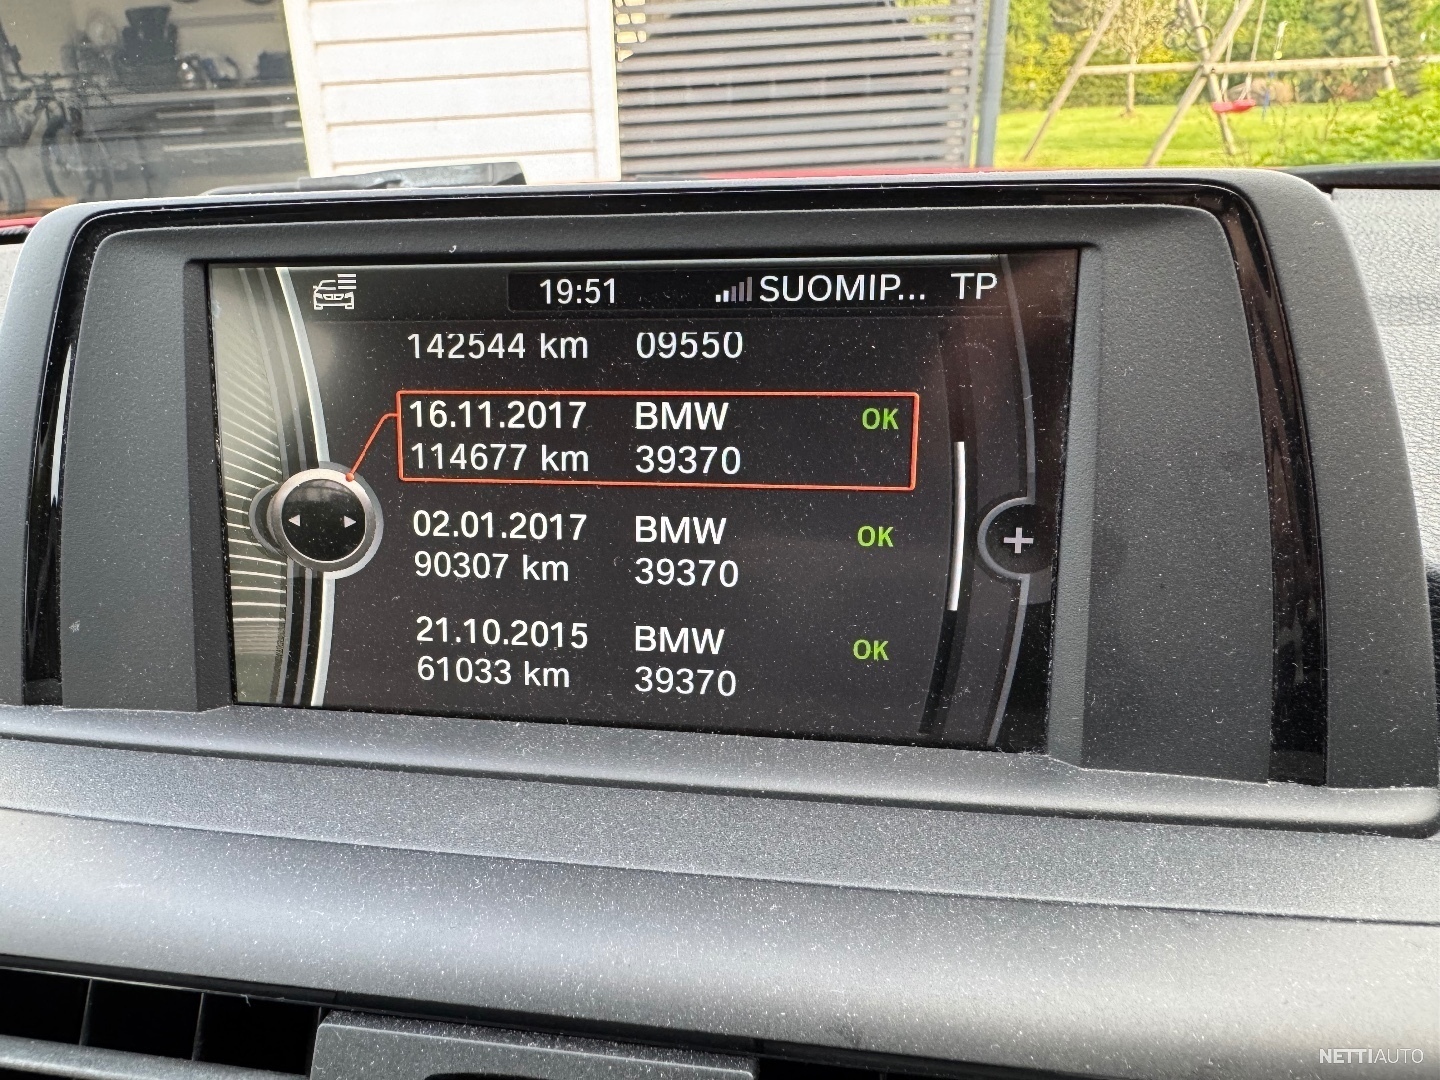 19:51 SUOMIP... TP
142544 km 09550
16.11.2017 BMW OK
114677 km 39370
02.01.2017 BMW OK
90307 km 39370
21.10.2015 BMW OK
61033 km 39370
+
NETTIAUTO